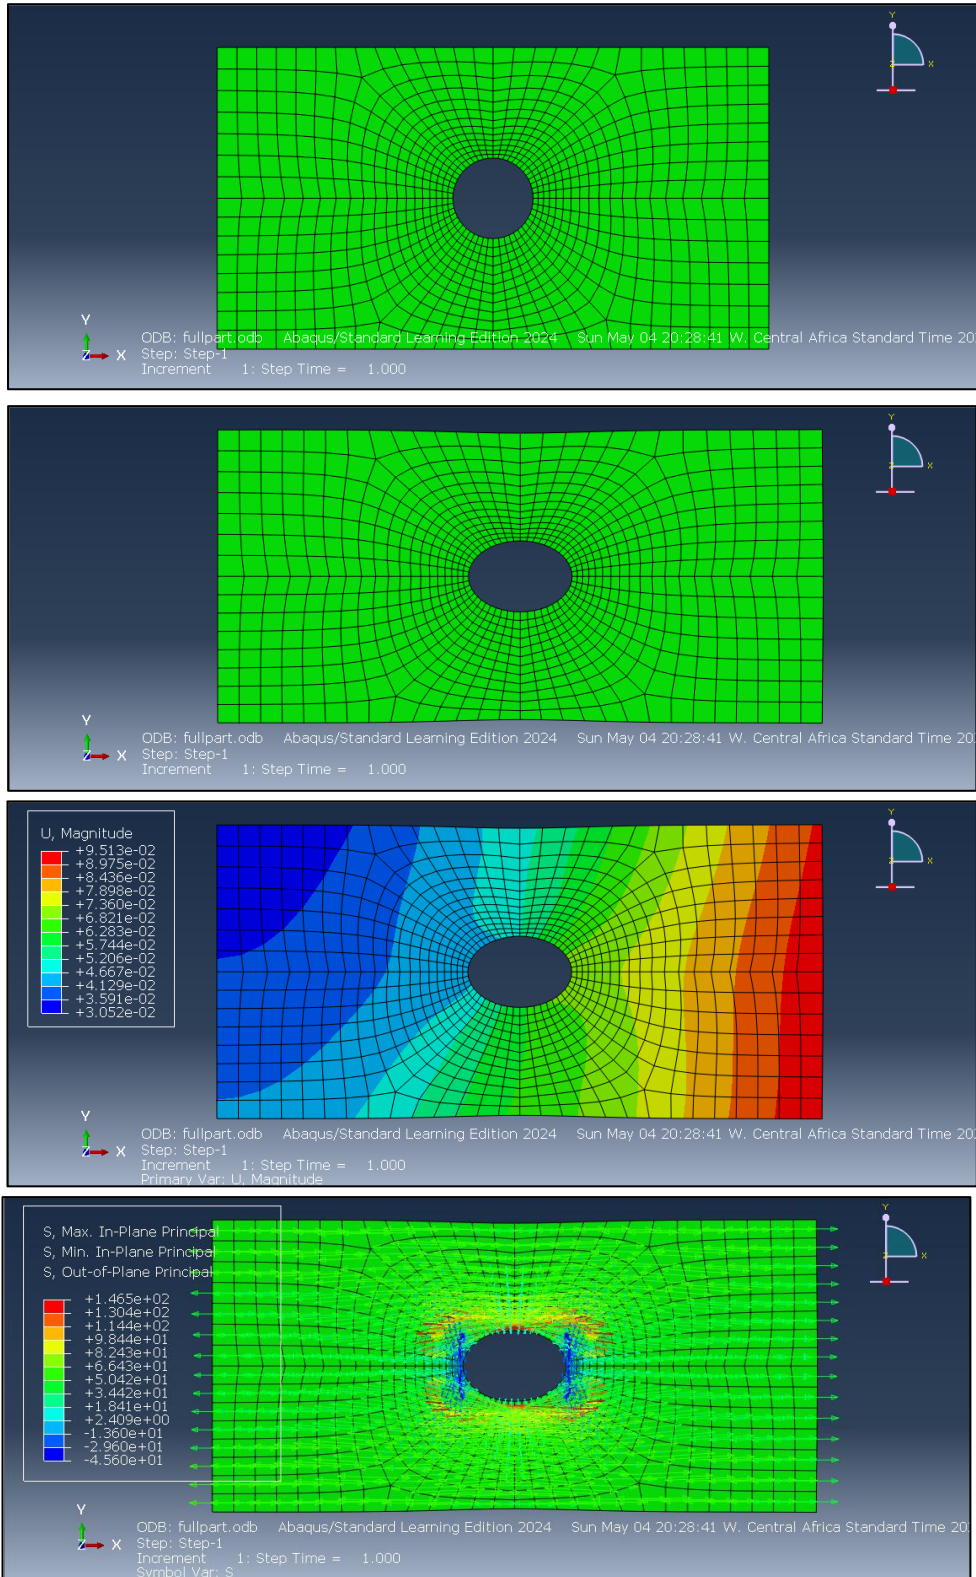 Y
X
Z
Y
Z
X
ODB: fullpart.odb Abaqus/Standard Learning Edition 2024 Sun May 04 20:28:41 W. Central Africa Standard Time 20
Step: Step-1
Increment 1: Step Time = 1.000
Y
X
Z
Y
Z
X
ODB: fullpart.odb Abaqus/Standard Learning Edition 2024 Sun May 04 20:28:41 W. Central Africa Standard Time 20
Step: Step-1
Increment 1: Step Time = 1.000
U, Magnitude
+9.513e-02
+8.975e-02
+8.436e-02
+7.898e-02
+7.360e-02
+6.821e-02
+6.283e-02
+5.744e-02
+5.206e-02
+4.667e-02
+4.129e-02
+3.591e-02
+3.052e-02
Y
X
Z
Y
Z
X
ODB: fullpart.odb Abaqus/Standard Learning Edition 2024 Sun May 04 20:28:41 W. Central Africa Standard Time 20
Step: Step-1
Increment 1: Step Time = 1.000
Primary Var: U, Magnitude
S, Max. In-Plane Principal
S, Min. In-Plane Principal
S, Out-of-Plane Principal
+1.465e+02
+1.304e+02
+1.144e+02
+9.844e+01
+8.243e+01
+6.643e+01
+5.042e+01
+3.442e+01
+1.841e+01
+2.409e+00
-1.360e+01
-2.960e+01
-4.560e+01
Y
X
Z
Y
Z
X
ODB: fullpart.odb Abaqus/Standard Learning Edition 2024 Sun May 04 20:28:41 W. Central Africa Standard Time 20
Step: Step-1
Increment 1: Step Time = 1.000
Symbol Var: S